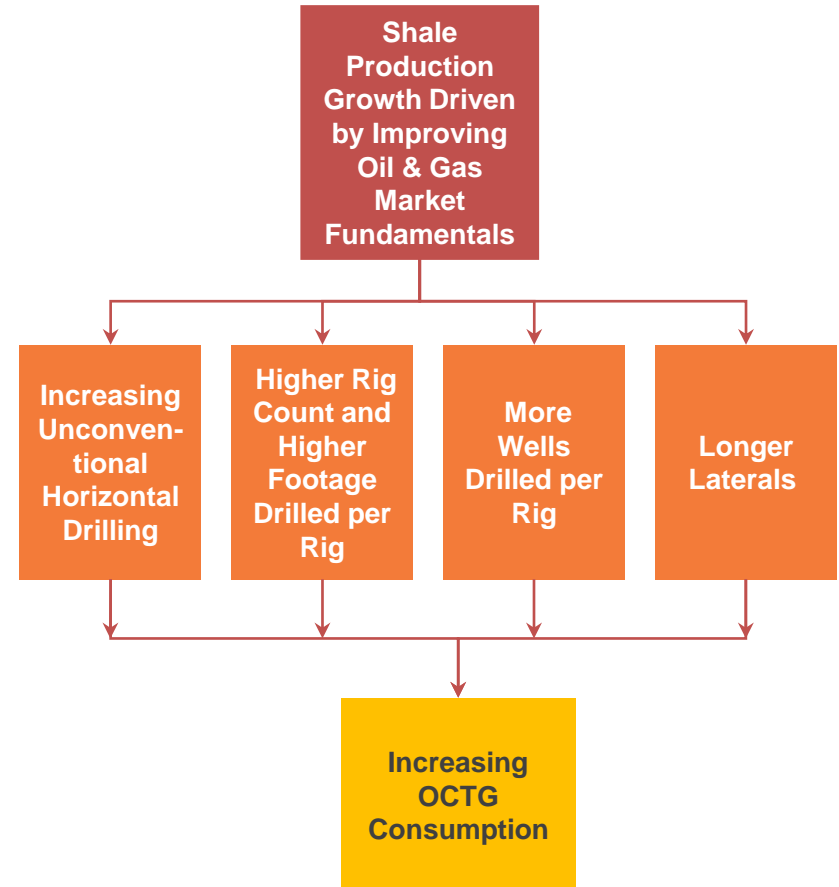 Shale
Production
Growth Driven
by Improving
Oil & Gas
Market
Fundamentals
Increasing
Unconven-
tional
Horizontal
Drilling
Higher Rig
Count and
Higher
Footage
Drilled per
Rig
More
Wells
Drilled per
Rig
Longer
Laterals
Increasing
OCTG
Consumption